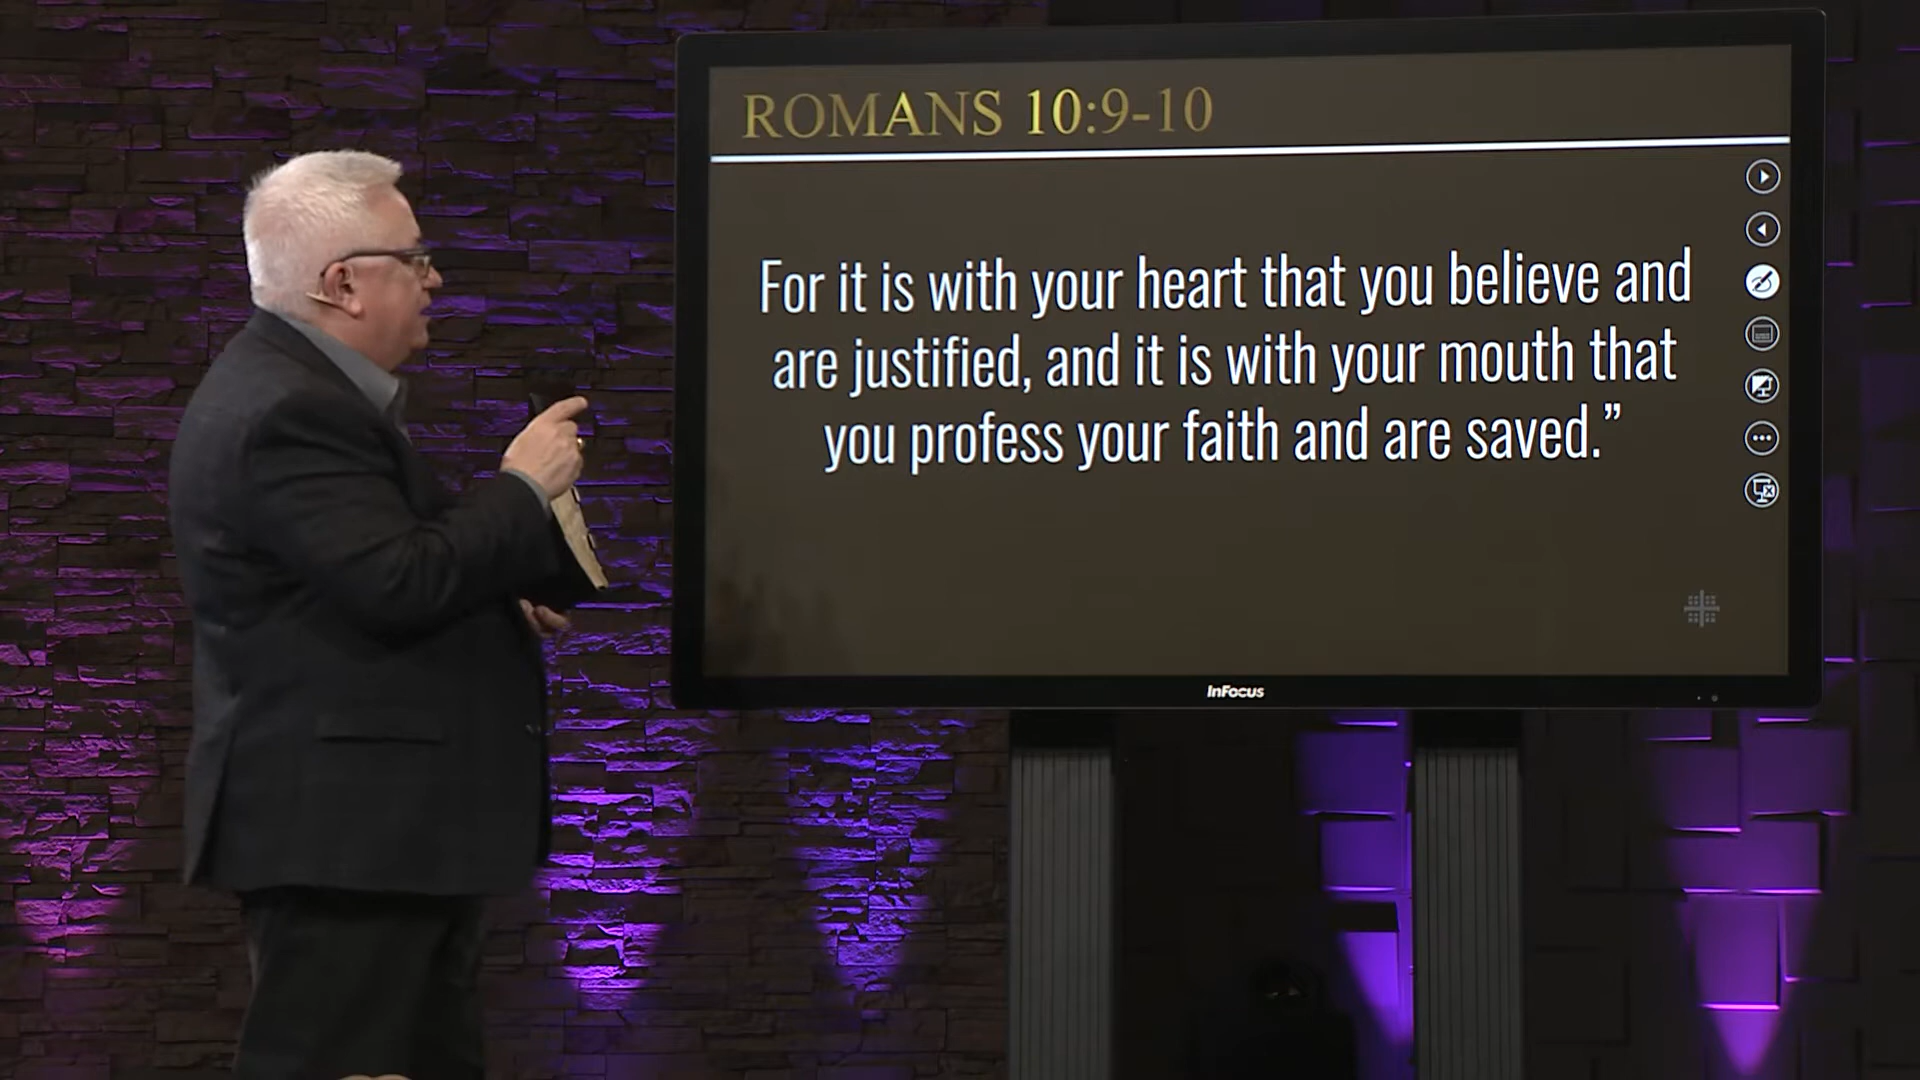 ROMANS 10:9-10
For it is with your heart that you believe and
are justified, and it is with your mouth that
you profess your faith and are saved.”
InFocus